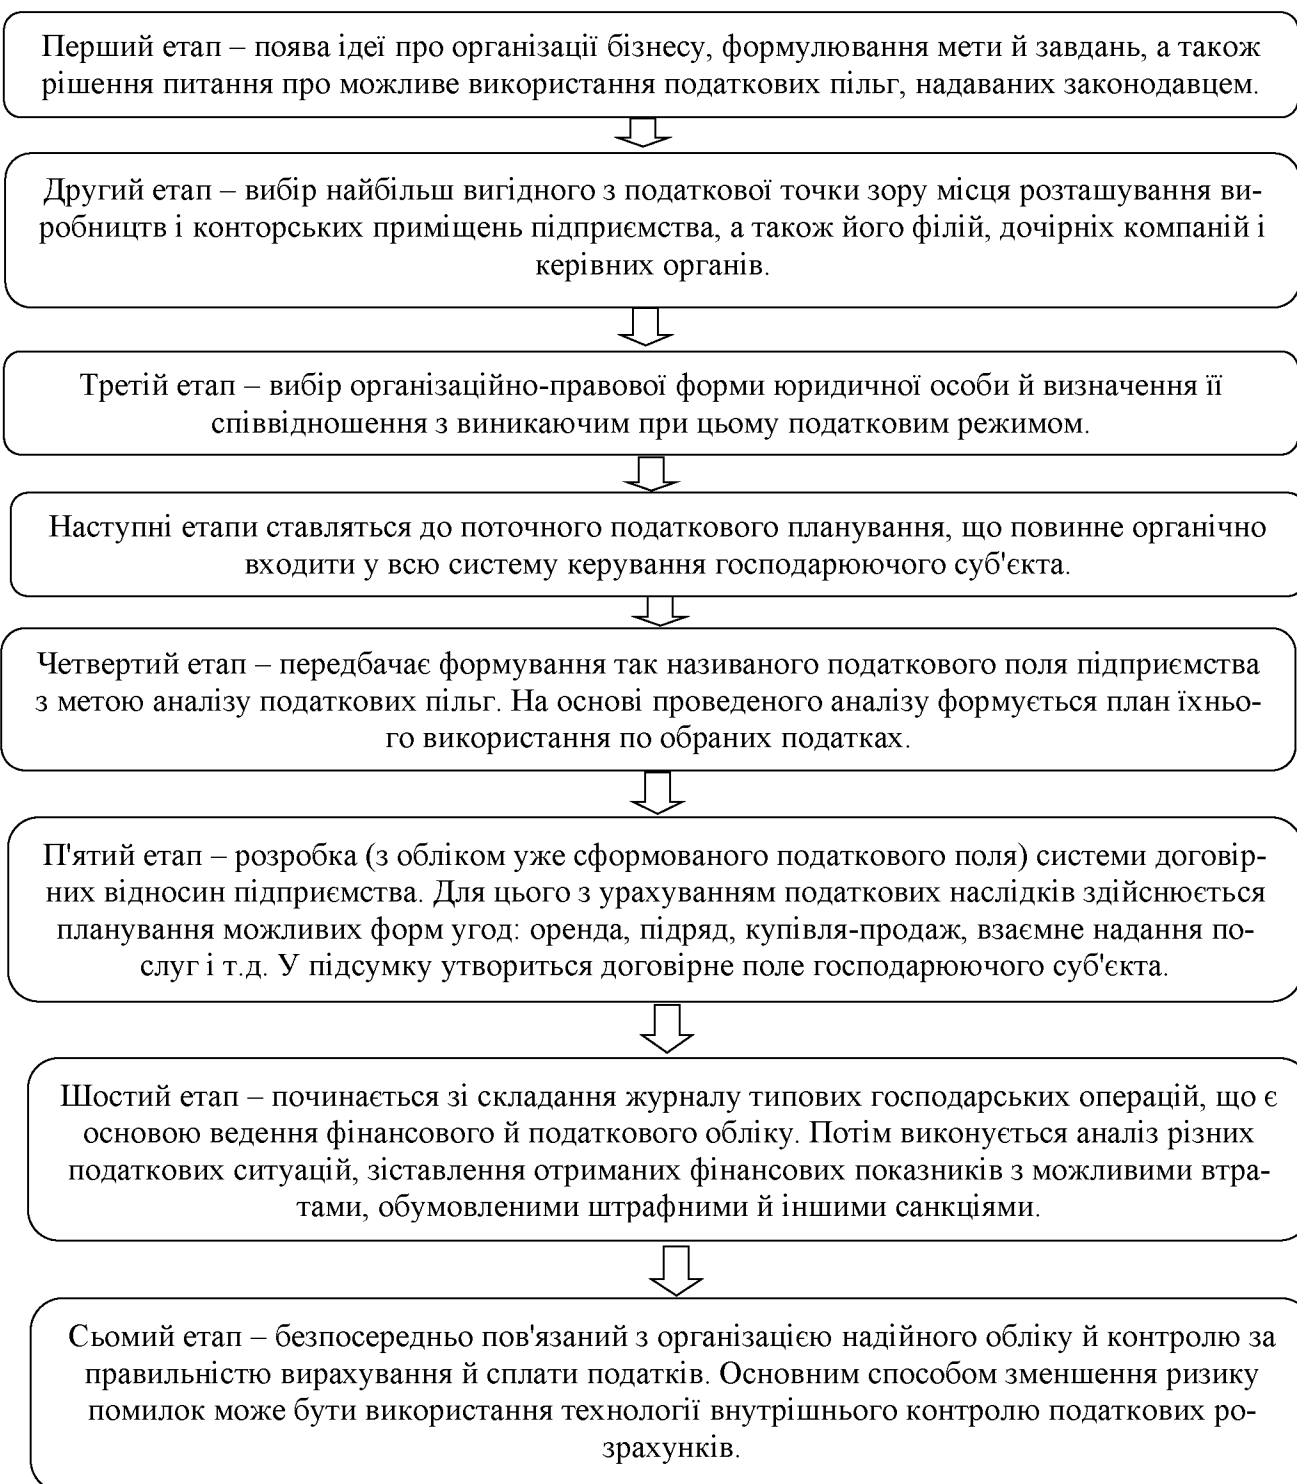 Перший етап – поява ідеї про організації бізнесу, формулювання мети й завдань, а також
рішення питання про можливе використання податкових пільг, надаваних законодавцем.
Другий етап – вибір найбільш вигідного з податкової точки зору місця розташування ви-
робництв і конторських приміщень підприємства, а також його філій, дочірніх компаній і
керівних органів.
Третій етап – вибір організаційно-правової форми юридичної особи й визначення її
співвідношення з виникаючим при цьому податковим режимом.
Наступні етапи ставляться до поточного податкового планування, що повинне органічно
входити у всю систему керування господарюючого суб'єкта.
Четвертий етап – передбачає формування так називаного податкового поля підприємства
з метою аналізу податкових пільг. На основі проведеного аналізу формується план їхньо-
го використання по обраних податках.
П'ятий етап – розробка (з обліком уже сформованого податкового поля) системи договір-
них відносин підприємства. Для цього з урахуванням податкових наслідків здійснюється
планування можливих форм угод: оренда, підряд, купівля-продаж, взаємне надання по-
слуг і т.д. У підсумку утвориться договірне поле господарюючого суб'єкта.
Шостий етап – починається зі складання журналу типових господарських операцій, що є
основою ведення фінансового й податкового обліку. Потім виконується аналіз різних
податкових ситуацій, зіставлення отриманих фінансових показників з можливими втра-
тами, обумовленими штрафними й іншими санкціями.
Сьомий етап – безпосередньо пов'язаний з організацією надійного обліку й контролю за
правильністю вирахування й сплати податків. Основним способом зменшення ризику
помилок може бути використання технології внутрішнього контролю податкових ро-
зрахунків.